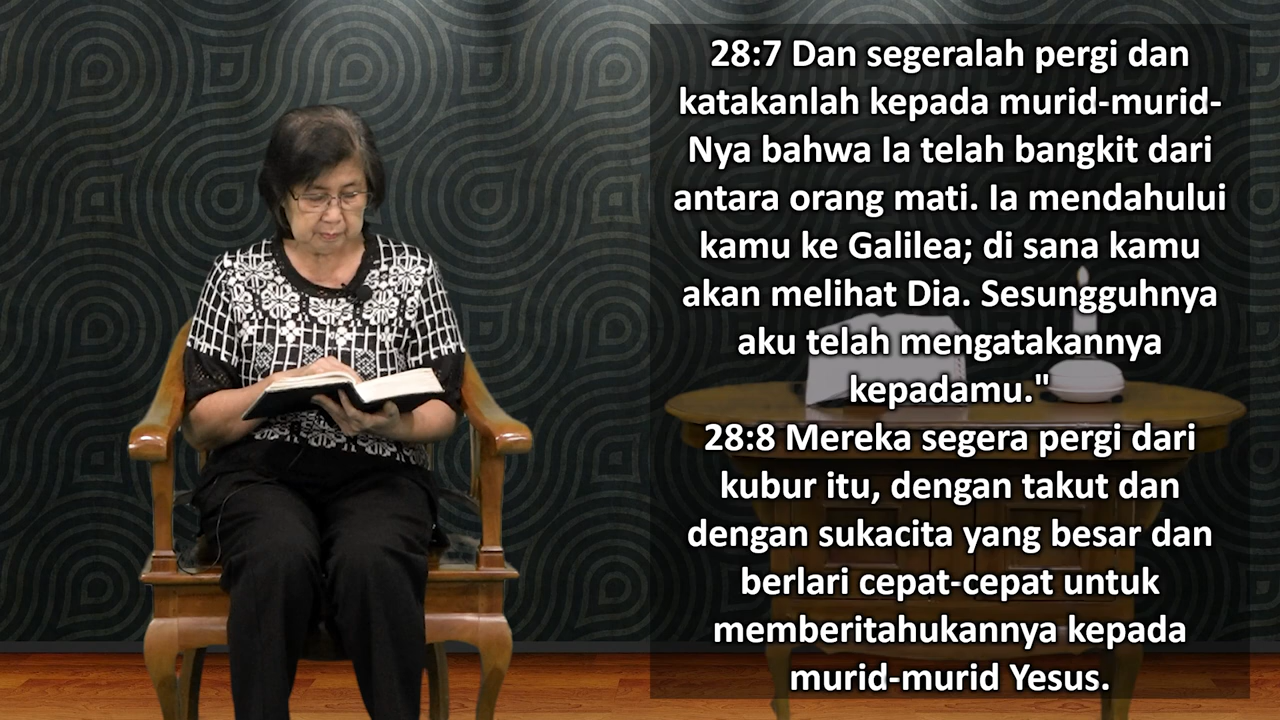 28:7 Dan segeralah pergi dan
katakanlah kepada murid-murid-
Nya bahwa Ia telah bangkit dari
antara orang mati. Ia mendahului
kamu ke Galilea; di sana kamu
akan melihat Dia. Sesungguhnya
aku telah mengatakannya
kepadamu."
28:8 Mereka segera pergi dari
kubur itu, dengan takut dan
dengan sukacita yang besar dan
berlari cepat-cepat untuk
memberitahukannya kepada
murid-murid Yesus.